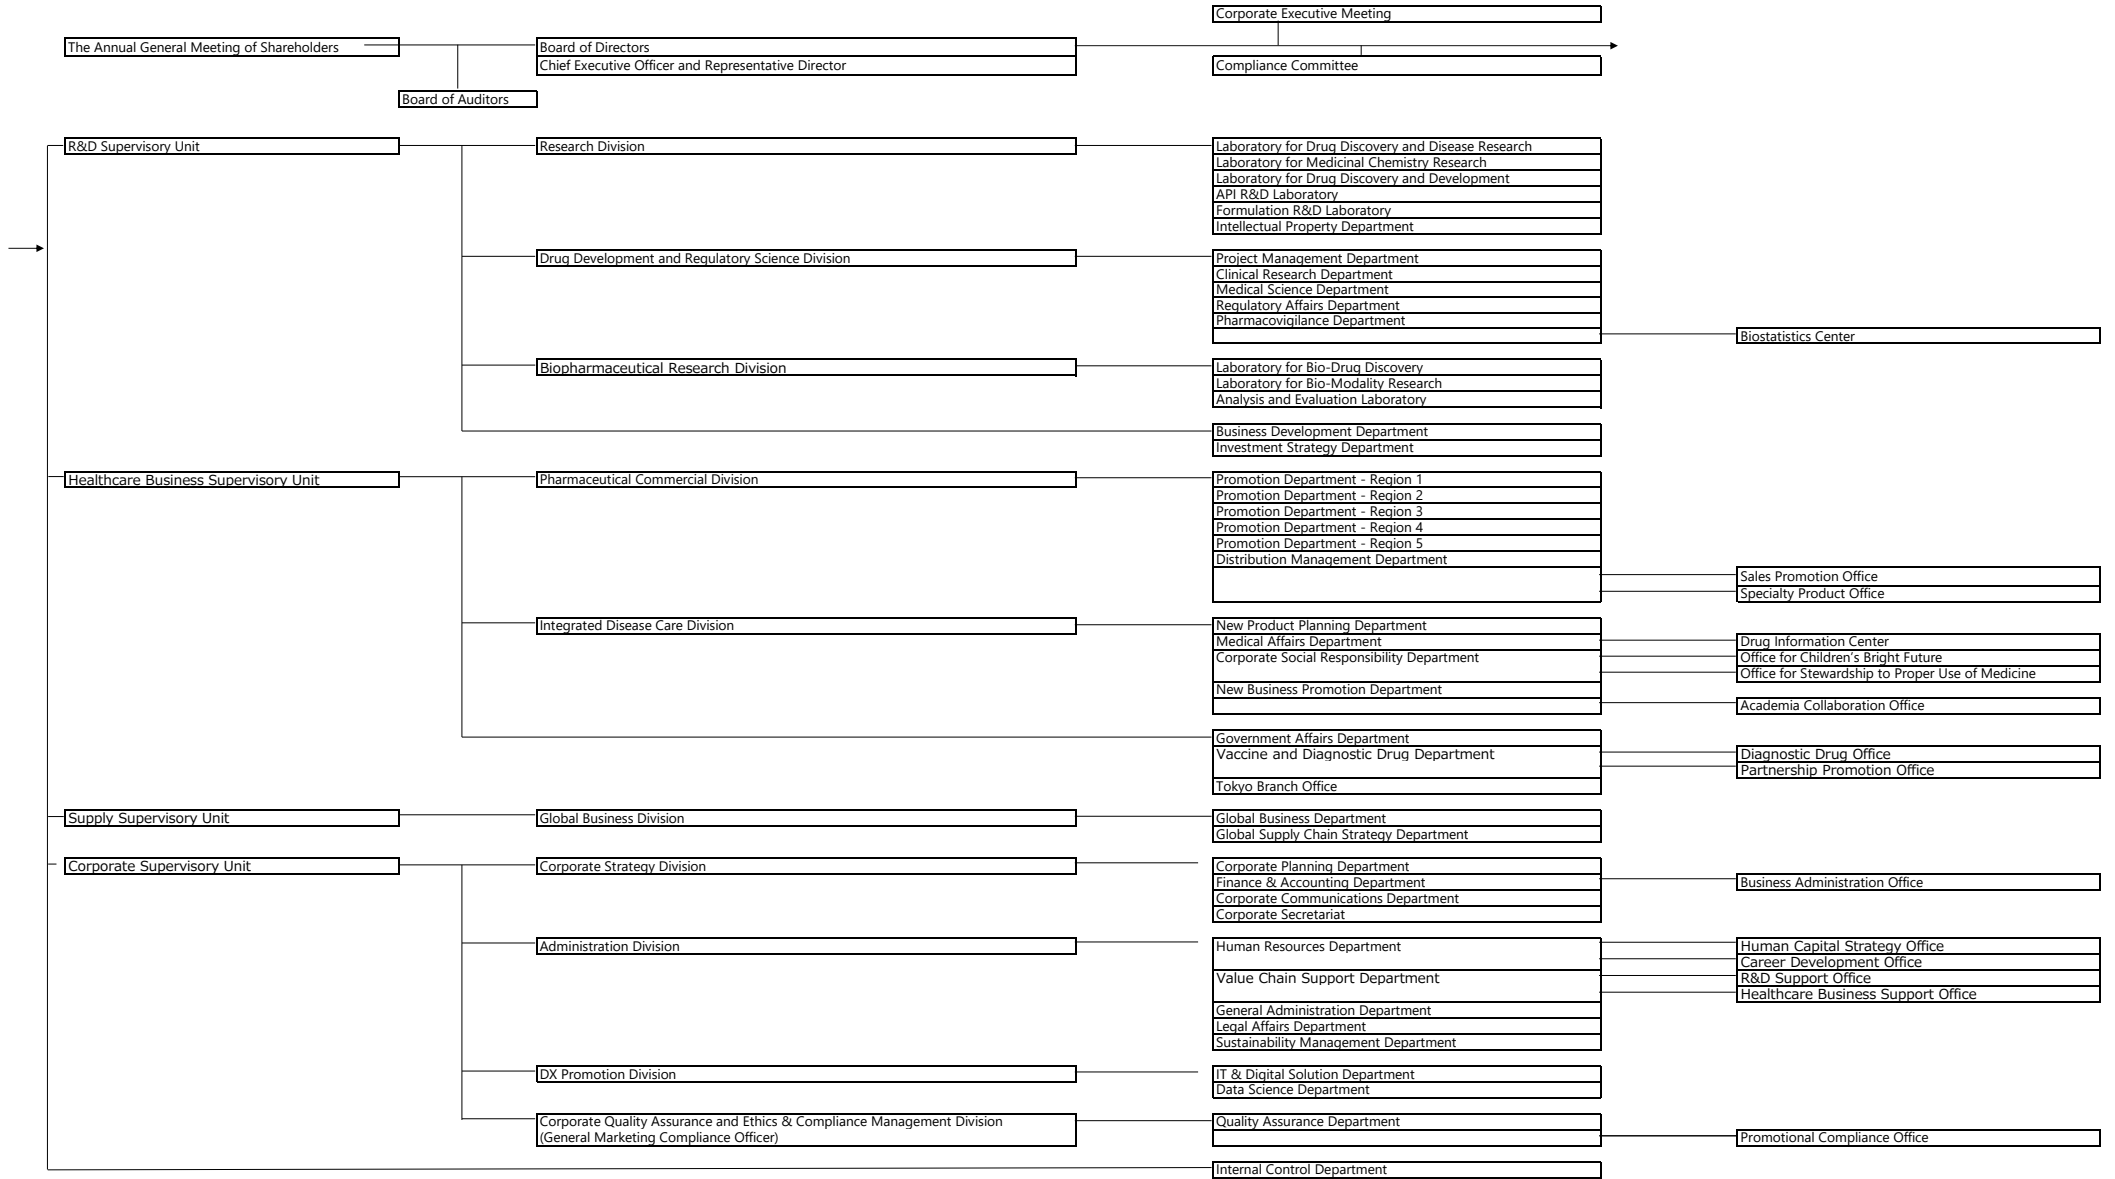 Corporate Executive Meeting
The Annual General Meeting of Shareholders
Board of Directors
Chief Executive Officer and Representative Director
Compliance Committee
Board of Auditors
R&D Supervisory Unit
Research Division
Laboratory for Drug Discovery and Disease Research
Laboratory for Medicinal Chemistry Research
Laboratory for Drug Discovery and Development
API R&D Laboratory
Formulation R&D Laboratory
Intellectual Property Department
Drug Development and Regulatory Science Division
Project Management Department
Clinical Research Department
Medical Science Department
Regulatory Affairs Department
Pharmacovigilance Department
Biostatistics Center
Biopharmaceutical Research Division
Laboratory for Bio-Drug Discovery
Laboratory for Bio-Modality Research
Analysis and Evaluation Laboratory
Business Development Department
Investment Strategy Department
Healthcare Business Supervisory Unit
Pharmaceutical Commercial Division
Promotion Department - Region 1
Promotion Department - Region 2
Promotion Department - Region 3
Promotion Department - Region 4
Promotion Department - Region 5
Distribution Management Department
Sales Promotion Office
Specialty Product Office
Integrated Disease Care Division
New Product Planning Department
Medical Affairs Department
Drug Information Center
Corporate Social Responsibility Department
Office for Children's Bright Future
Office for Stewardship to Proper Use of Medicine
New Business Promotion Department
Academia Collaboration Office
Government Affairs Department
Vaccine and Diagnostic Drug Department
Diagnostic Drug Office
Partnership Promotion Office
Tokyo Branch Office
Supply Supervisory Unit
Global Business Division
Global Business Department
Global Supply Chain Strategy Department
Corporate Supervisory Unit
Corporate Strategy Division
Corporate Planning Department
Finance & Accounting Department
Business Administration Office
Corporate Communications Department
Corporate Secretariat
Administration Division
Human Resources Department
Human Capital Strategy Office
Career Development Office
Value Chain Support Department
R&D Support Office
Healthcare Business Support Office
General Administration Department
Legal Affairs Department
Sustainability Management Department
DX Promotion Division
IT & Digital Solution Department
Data Science Department
Corporate Quality Assurance and Ethics & Compliance Management Division
(General Marketing Compliance Officer)
Quality Assurance Department
Promotional Compliance Office
Internal Control Department